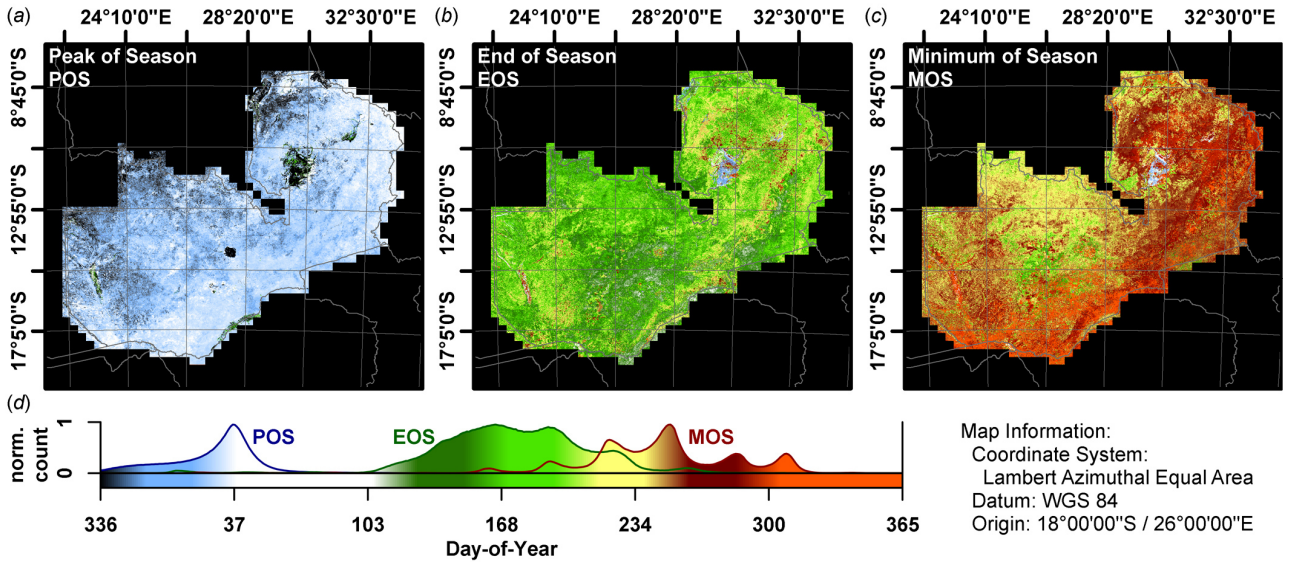 (a) 24°10'0"E 28°20'0"E 32°30'0"E
(b) 24°10'0"E 28°20'0"E 32°30'0"E
(c) 24°10'0"E 28°20'0"E 32°30'0"E
Peak of Season
POS
End of Season
EOS
Minimum of Season
MOS
8°45'0"S
12°55'0"S
17°5'0"S
8°45'0"S
12°55'0"S
17°5'0"S
8°45'0"S
12°55'0"S
17°5'0"S
(d)
norm.
count
1
0
POS
EOS
MOS
336 37 103 168 234 300 365
Day-of-Year
Map Information:
Coordinate System:
Lambert Azimuthal Equal Area
Datum: WGS 84
Origin: 18°00'00"S / 26°00'00"E